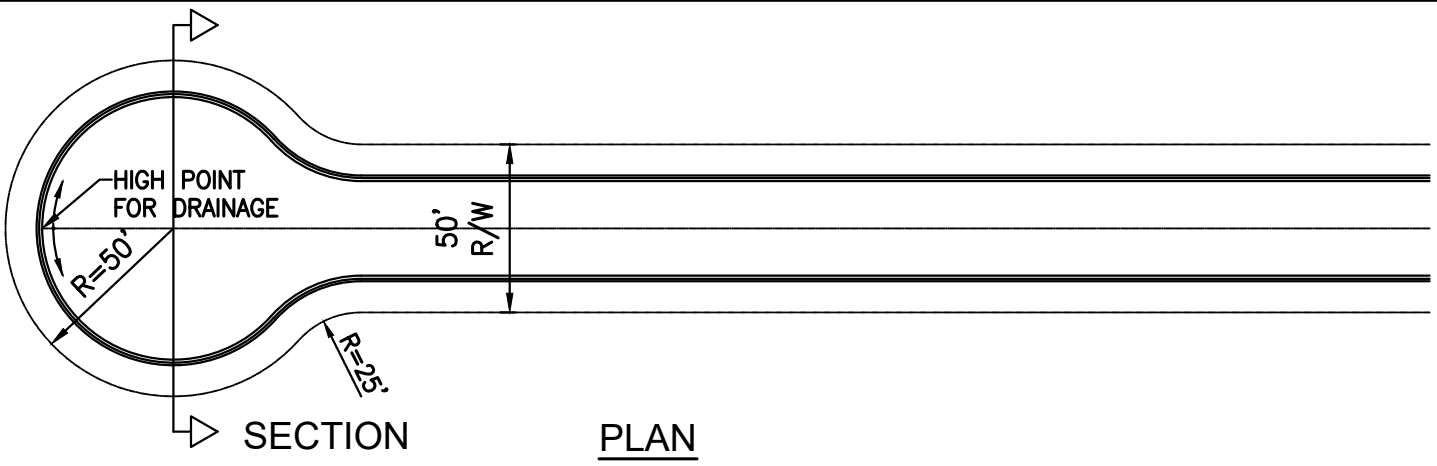 HIGH POINT
FOR DRAINAGE
R=50'
50'
R/W
R=25'
SECTION
PLAN